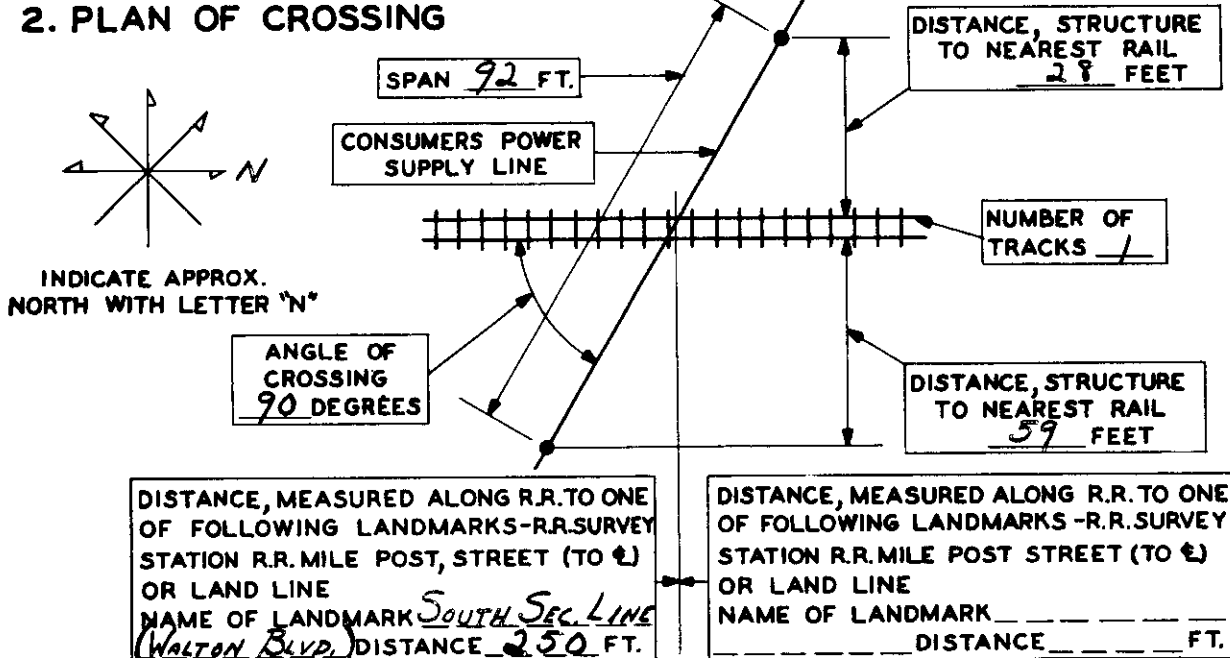 2. PLAN OF CROSSING
SPAN 92 FT.
DISTANCE, STRUCTURE
TO NEAREST RAIL
28 FEET
CONSUMERS POWER
SUPPLY LINE
N
NUMBER OF
TRACKS 1
INDICATE APPROX.
NORTH WITH LETTER "N"
ANGLE OF
CROSSING
90 DEGREES
DISTANCE, STRUCTURE
TO NEAREST RAIL
59 FEET
DISTANCE, MEASURED ALONG R.R. TO ONE
OF FOLLOWING LANDMARKS-R.R. SURVEY
STATION R.R. MILE POST, STREET (TO ℄)
OR LAND LINE
NAME OF LANDMARK SOUTH SEC. LINE
(WALTON BLVD.) DISTANCE 250 FT.
DISTANCE, MEASURED ALONG R.R. TO ONE
OF FOLLOWING LANDMARKS-R.R. SURVEY
STATION R.R. MILE POST STREET (TO ℄)
OR LAND LINE
NAME OF LANDMARK
DISTANCE FT.